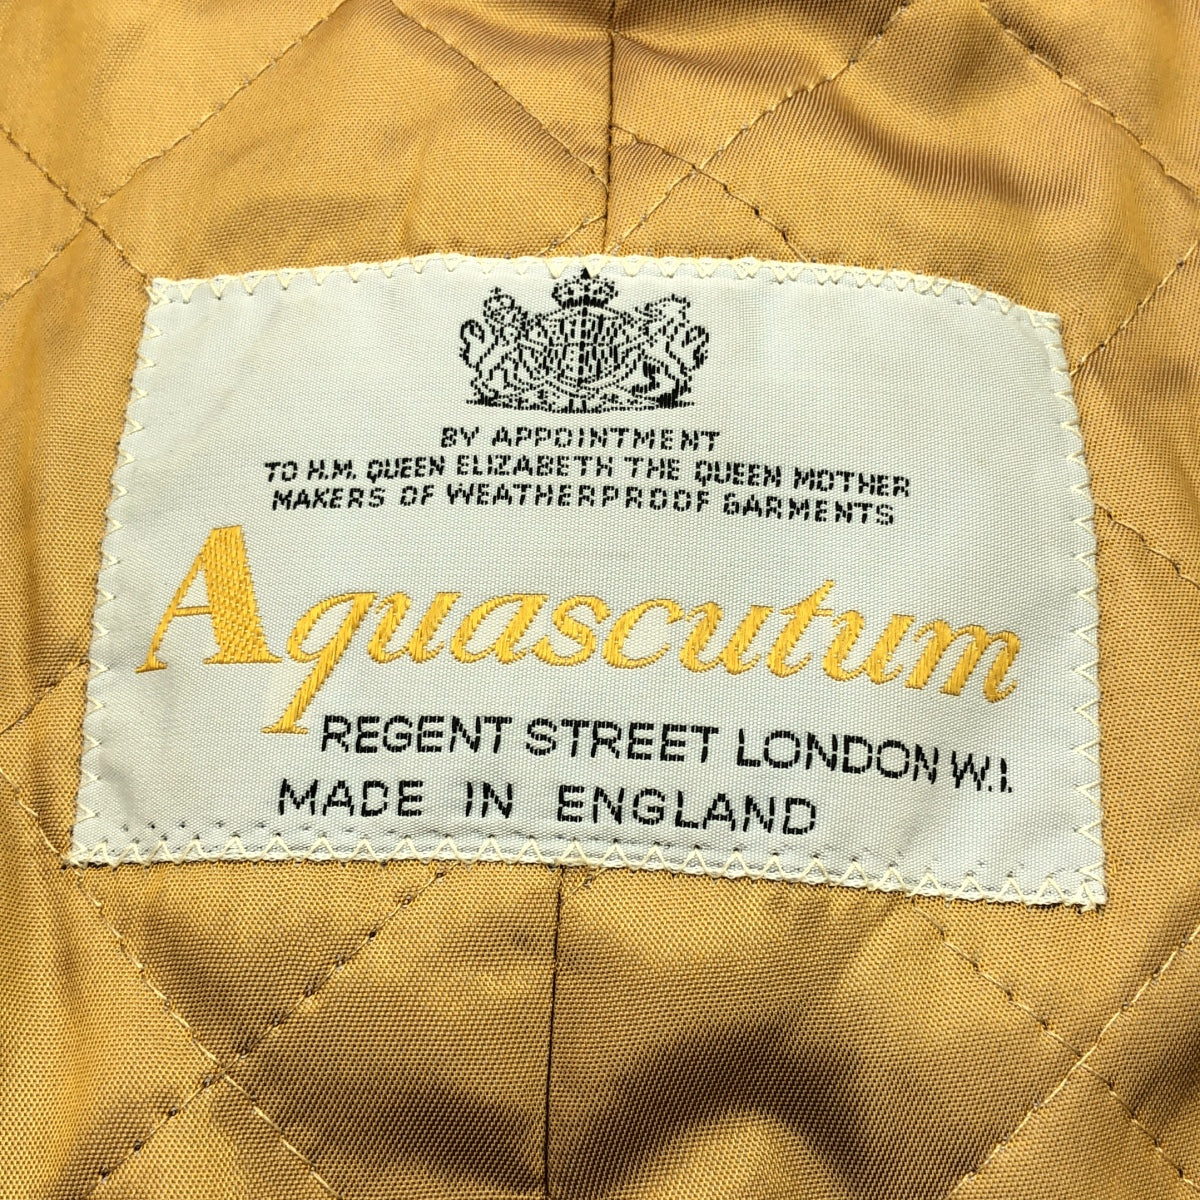 BY APPOINTMENT
TO H.M. QUEEN ELIZABETH THE QUEEN MOTHER
MAKERS OF WEATHERPROOF GARMENTS
Aquascutum
REGENT STREET LONDON W.1.
MADE IN ENGLAND